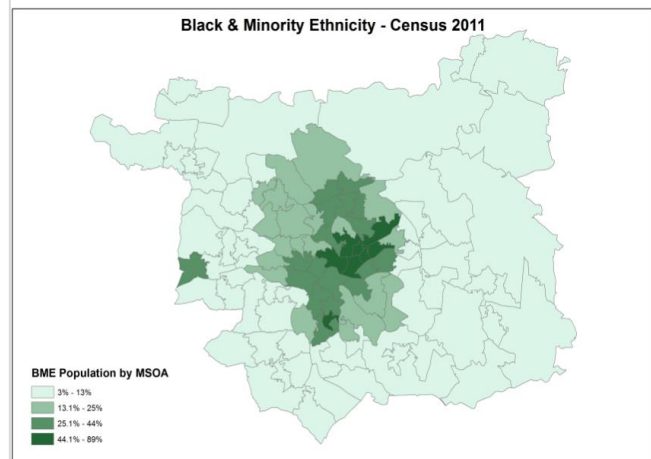 Black & Minority Ethnicity - Census 2011
BME Population by MSOA
3% - 13%
13.1% - 25%
25.1% - 44%
44.1% - 89%